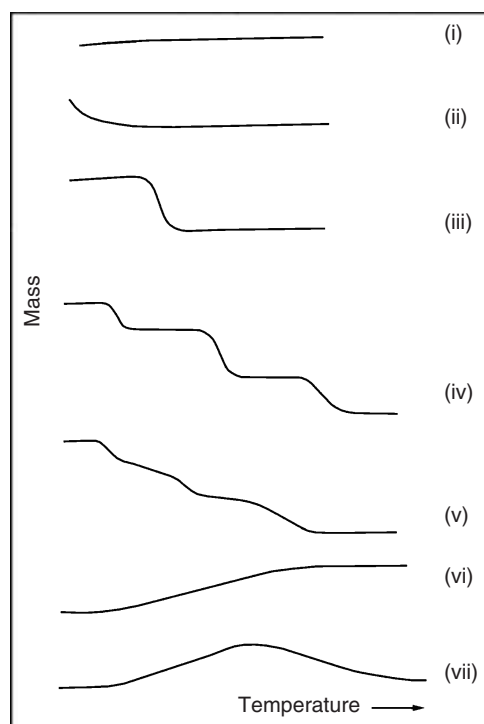 (i)
(ii)
(iii)
Mass
(iv)
(v)
(vi)
(vii)
Temperature